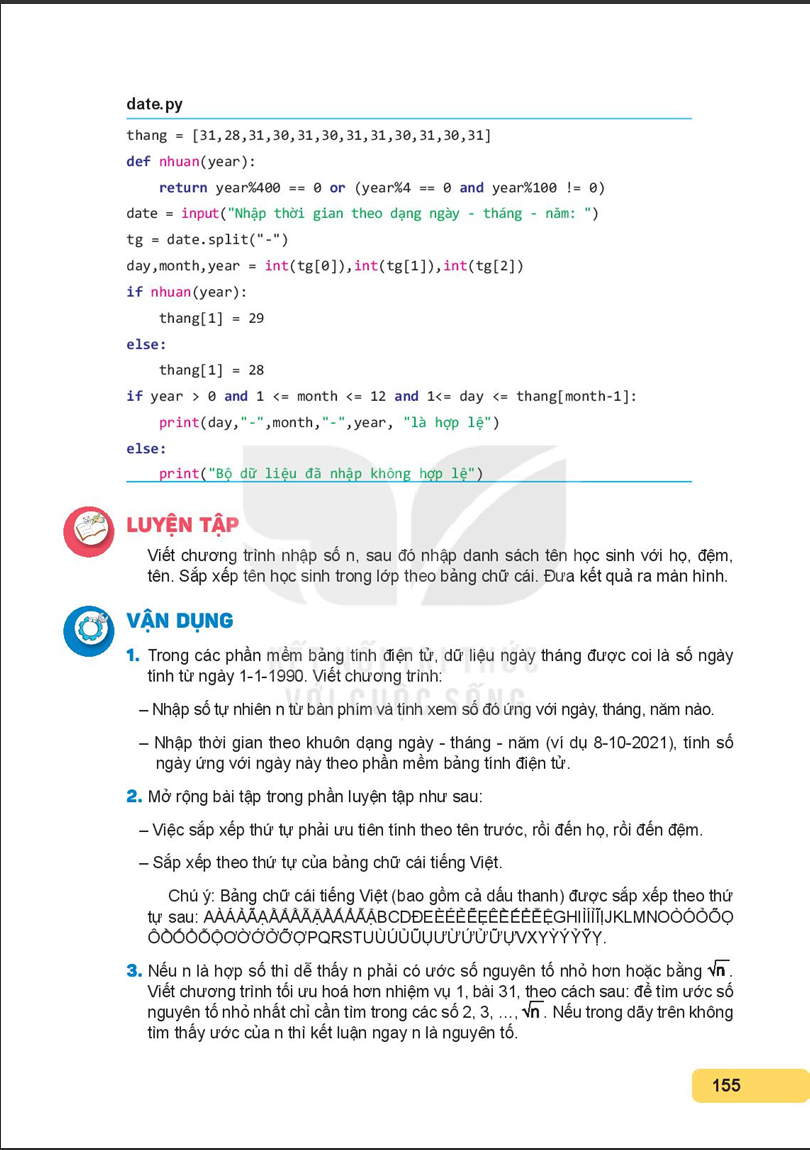 date.py
thang = [31,28,31,30,31,30,31,31,30,31,30,31]
def nhuan(year):
    return year%400 == 0 or (year%4 == 0 and year%100 != 0)
date = input("Nhập thời gian theo dạng ngày - tháng - năm: ")
tg = date.split("-")
day,month,year = int(tg[0]),int(tg[1]),int(tg[2])
if nhuan(year):
    thang[1] = 29
else:
    thang[1] = 28
if year > 0 and 1 <= month <= 12 and 1<= day <= thang[month-1]:
    print(day,"-",month,"-",year, "là hợp lệ")
else:
    print("Bộ dữ liệu đã nhập không hợp lệ")
LUYỆN TẬP
Viết chương trình nhập số n, sau đó nhập danh sách tên học sinh với họ, đệm,
tên. Sắp xếp tên học sinh trong lớp theo bảng chữ cái. Đưa kết quả ra màn hình.
VẬN DỤNG
1. Trong các phần mềm bảng tính điện tử, dữ liệu ngày tháng được coi là số ngày
tính từ ngày 1-1-1990. Viết chương trình:
– Nhập số tự nhiên n từ bàn phím và tính xem số đó ứng với ngày, tháng, năm nào.
– Nhập thời gian theo khuôn dạng ngày - tháng - năm (ví dụ 8-10-2021), tính số
ngày ứng với ngày này theo phần mềm bảng tính điện tử.
KẾT NỐI TRI THỨC
VỚI CUỘC SỐNG
2. Mở rộng bài tập trong phần luyện tập như sau:
– Việc sắp xếp thứ tự phải ưu tiên tính theo tên trước, rồi đến họ, rồi đến đệm.
– Sắp xếp theo thứ tự của bảng chữ cái tiếng Việt.
Chú ý: Bảng chữ cái tiếng Việt (bao gồm cả dấu thanh) được sắp xếp theo thứ
tự sau: AÀÁẢÃẠĂẰẮẲẴẶÂẦẤẨẪẬBCDĐEÈÉẺẼẸÊỀẾỂỄỆGHIÌÍỈĨỊJKLMNOÒÓỎÕỌ
ÔỒỐỔỖỘƠỜỚỞỠỢPQRSTUÙÚỦŨỤƯỪỨỬỮỰVXYỲÝỶỸỴ.
3. Nếu n là hợp số thì dễ thấy n phải có ước số nguyên tố nhỏ hơn hoặc bằng √n.
Viết chương trình tối ưu hoá hơn nhiệm vụ 1, bài 31, theo cách sau: để tìm ước số
nguyên tố nhỏ nhất chỉ cần tìm trong các số 2, 3, ..., √n. Nếu trong dãy trên không
tìm thấy ước của n thì kết luận ngay n là nguyên tố.
155